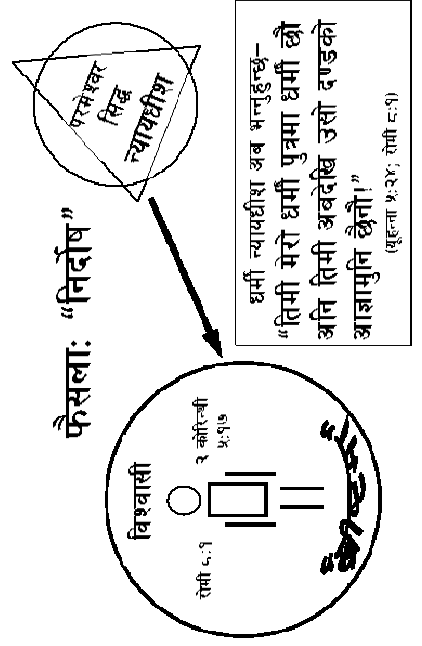 फैसलाः “निर्दोष”
परमेश्वर
सिद्ध
न्यायधीश
धर्मी न्यायधीश अब भन्नुहुन्छ-
“तिमी मेरो धर्मी पुत्रमा धर्मी छौ
अनि तिमी अबदेखि उसो दण्डको
आज्ञामुनि छैनौ।”
(यूहन्ना ५:२४; रोमी ८:१)
विश्वासी
रोमी ८:१
२ कोरिन्थी
५:१७
ख्रीष्टमा